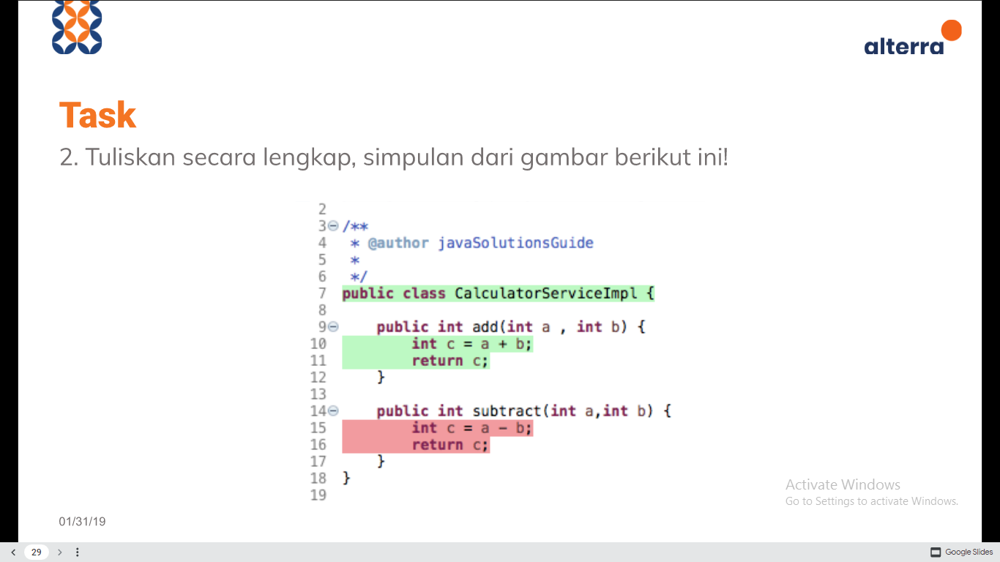 alterra
Task
2. Tuliskan secara lengkap, simpulan dari gambar berikut ini!
2
3 /**
4 * @author javaSolutionsGuide
5 *
6 */
7 public class CalculatorServiceImpl {
8
9 public int add(int a , int b) {
10 int c = a + b;
11 return c;
12 }
13
14 public int subtract(int a,int b) {
15 int c = a - b;
16 return c;
17 }
18 }
19
Activate Windows
Go to Settings to activate Windows.
01/31/19
29
Google Slides